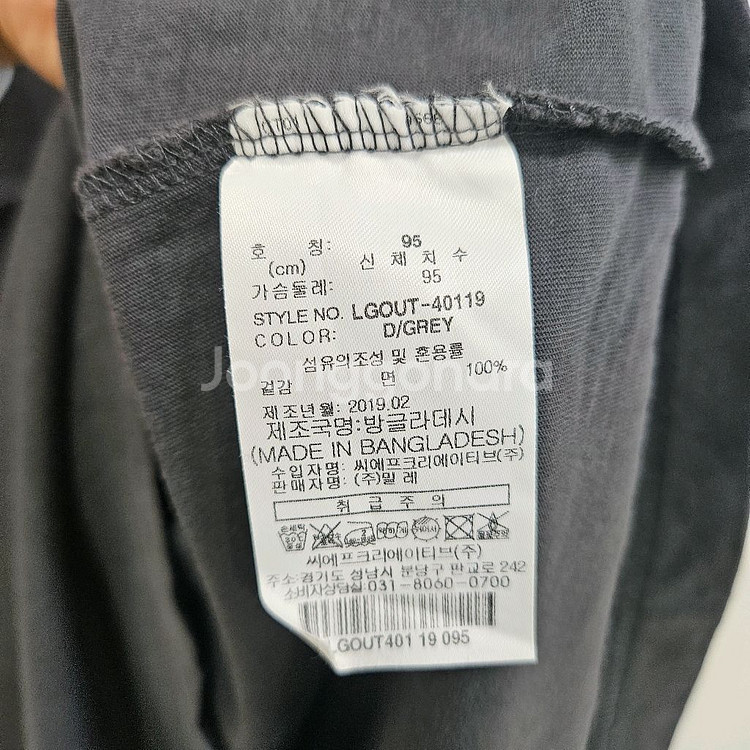 호 칭: 95
(cm) 신 체 치 수
가슴둘레: 95
STYLE NO. LGOUT-40119
COLOR: D/GREY
섬유의조성 및 혼용률
겉감 면 100%
Joongonara
제조년월: 2019.02
제조국명:방글라데시
(MADE IN BANGLADESH)
수입자명: 씨에프크리에이티브(주)
판매자명: (주)밀 레
취 급 주 의
씨에프크리에이티브(주)
주소:경기도 성남시 분당구 판교로 242
소비자상담실:031-8060-0700
LGOUT401 19 095